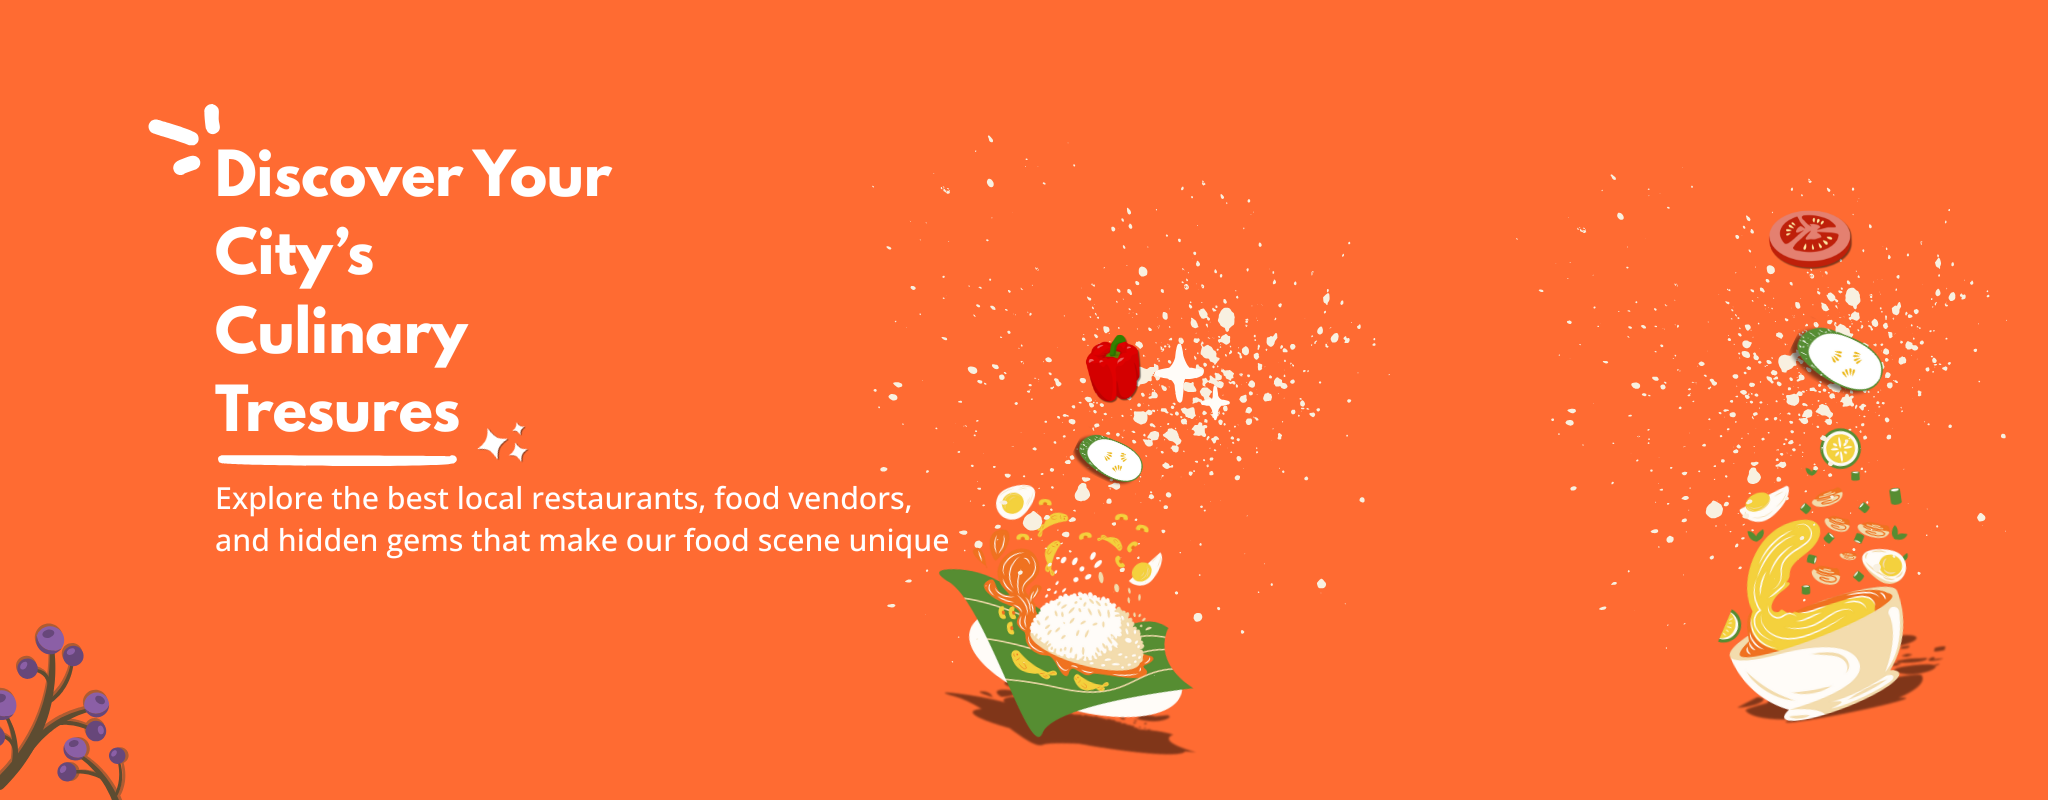 Discover Your
City’s
Culinary
Tresures
Explore the best local restaurants, food vendors,
and hidden gems that make our food scene unique